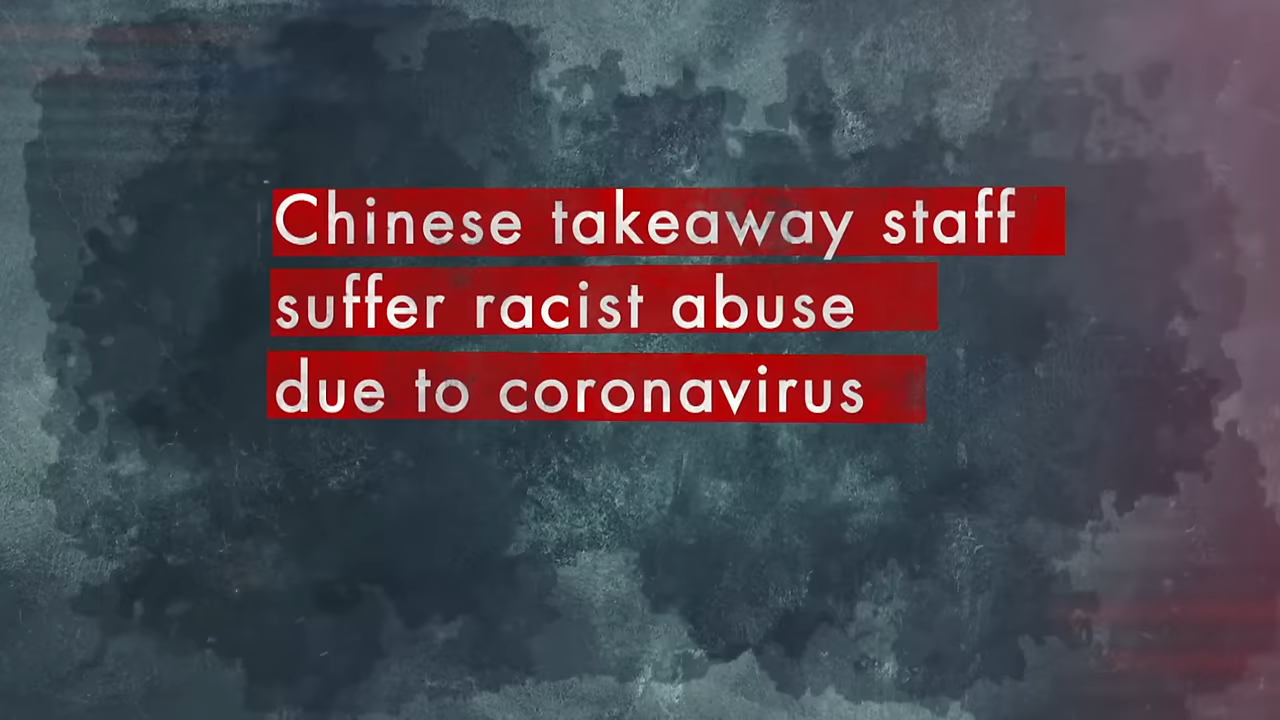 Chinese takeaway staff
suffer racist abuse
due to coronavirus